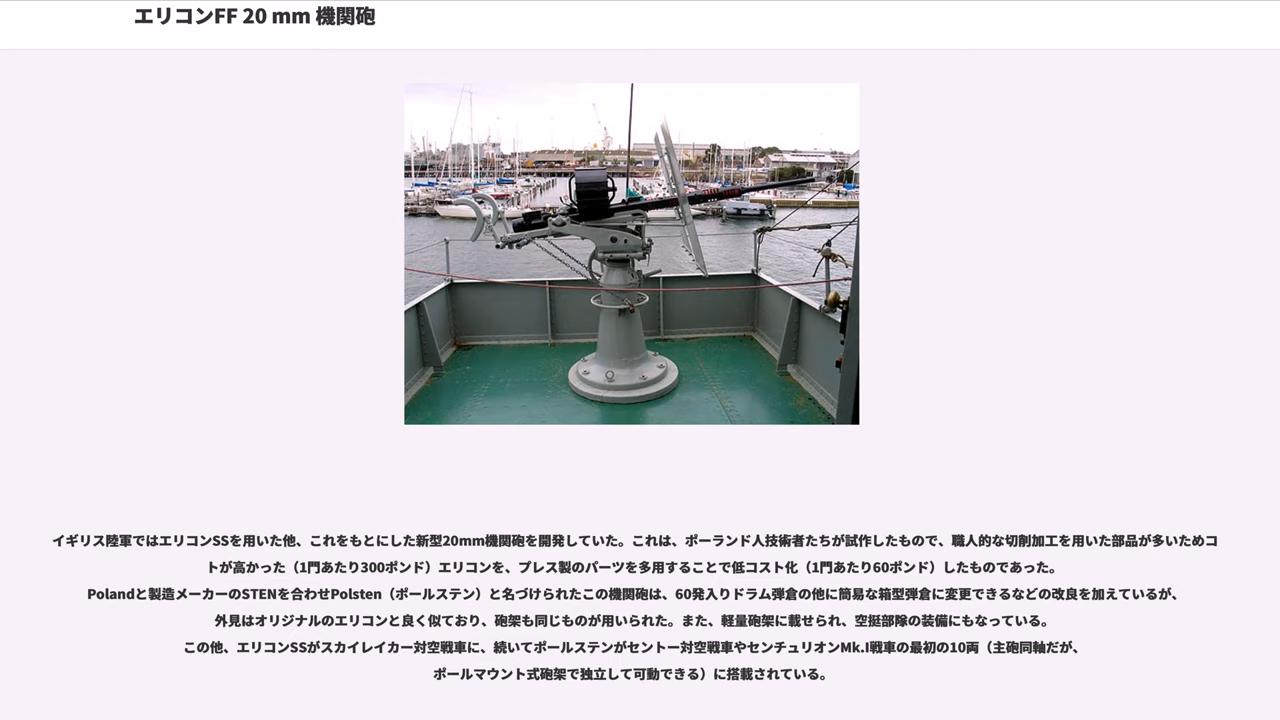 エリコンFF 20 mm 機関砲
イギリス陸軍ではエリコンSSを用いた他、これをもとにした新型20mm機関砲を開発していた。これは、ポーランド人技術者たちが試作したもので、職人的な切削加工を用いた部品が多いためコ
トが高かった（1門あたり300ポンド）エリコンを、プレス製のパーツを多用することで低コスト化（1門あたり60ポンド）したものであった。
Polandと製造メーカーのSTENを合わせPolsten（ポールステン）と名づけられたこの機関砲は、60発入りドラム弾倉の他に簡易な箱型弾倉に変更できるなどの改良を加えているが、
外見はオリジナルのエリコンと良く似ており、砲架も同じものが用いられた。また、軽量砲架に載せられ、空挺部隊の装備にもなっている。
この他、エリコンSSがスカイレイカー対空戦車に、続いてポールステンがセントー対空戦車やセンチュリオンMk.I戦車の最初の10両（主砲同軸だが、
ボールマウント式砲架で独立して可動できる）に搭載されている。